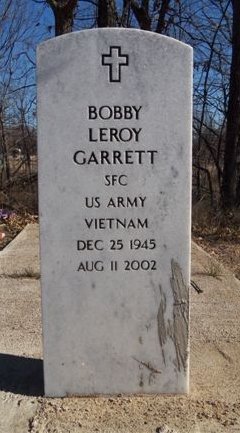 BOBBY
LEROY
GARRETT
SFC
US ARMY
VIETNAM
DEC 25 1945
AUG 11 2002